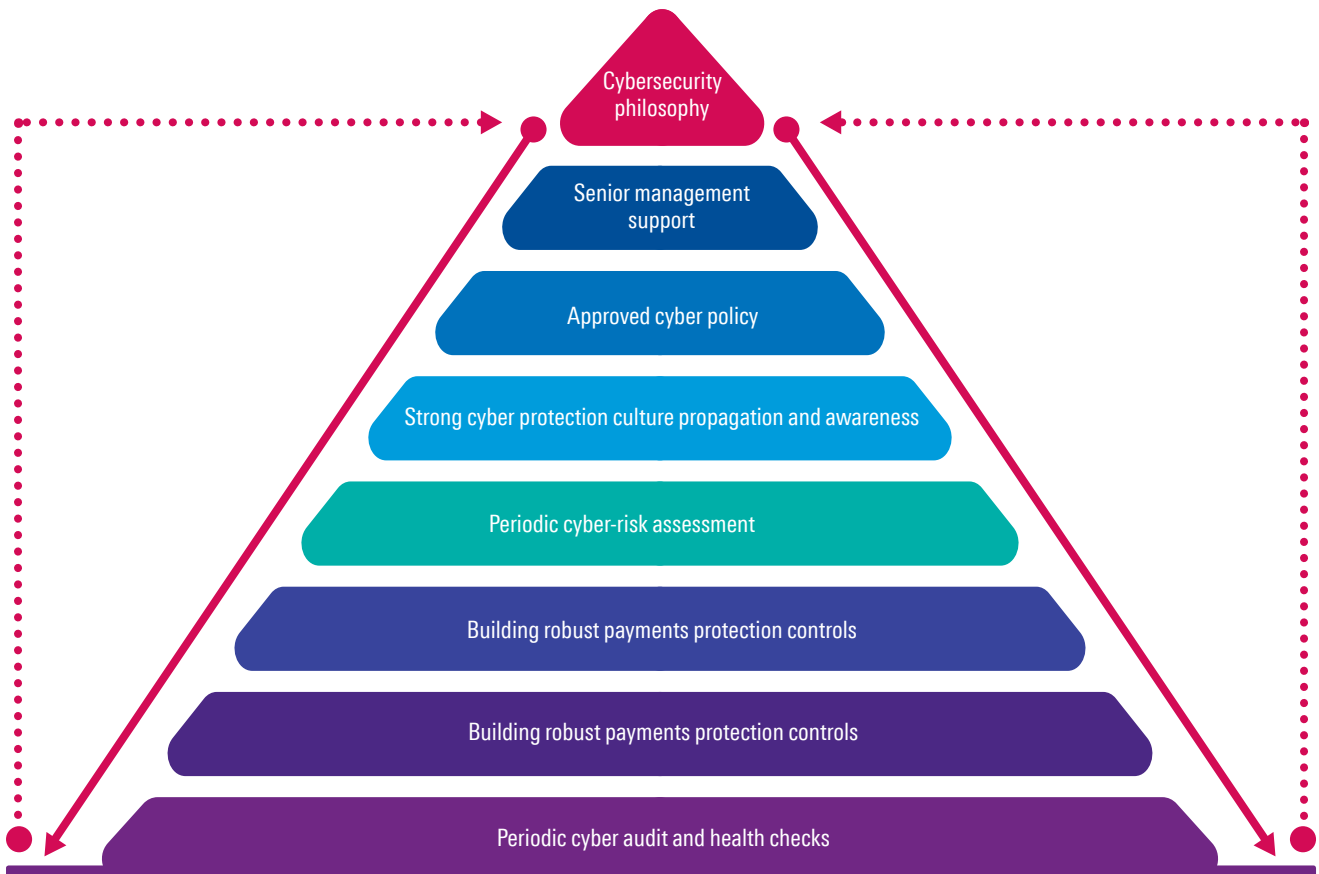 Cybersecurity
philosophy
Senior management
support
Approved cyber policy
Strong cyber protection culture propagation and awareness
Periodic cyber-risk assessment
Building robust payments protection controls
Building robust payments protection controls
Periodic cyber audit and health checks